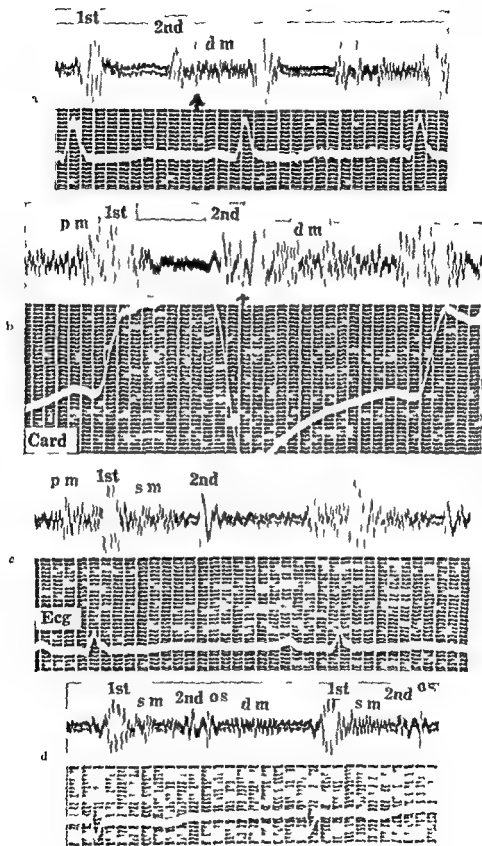 1st
2nd
d m
a
p m 1st 2nd
d m
b
Card
p m 1st s m 2nd
c
Ecg
1st s m 2nd os d m 1st s m 2nd os
d